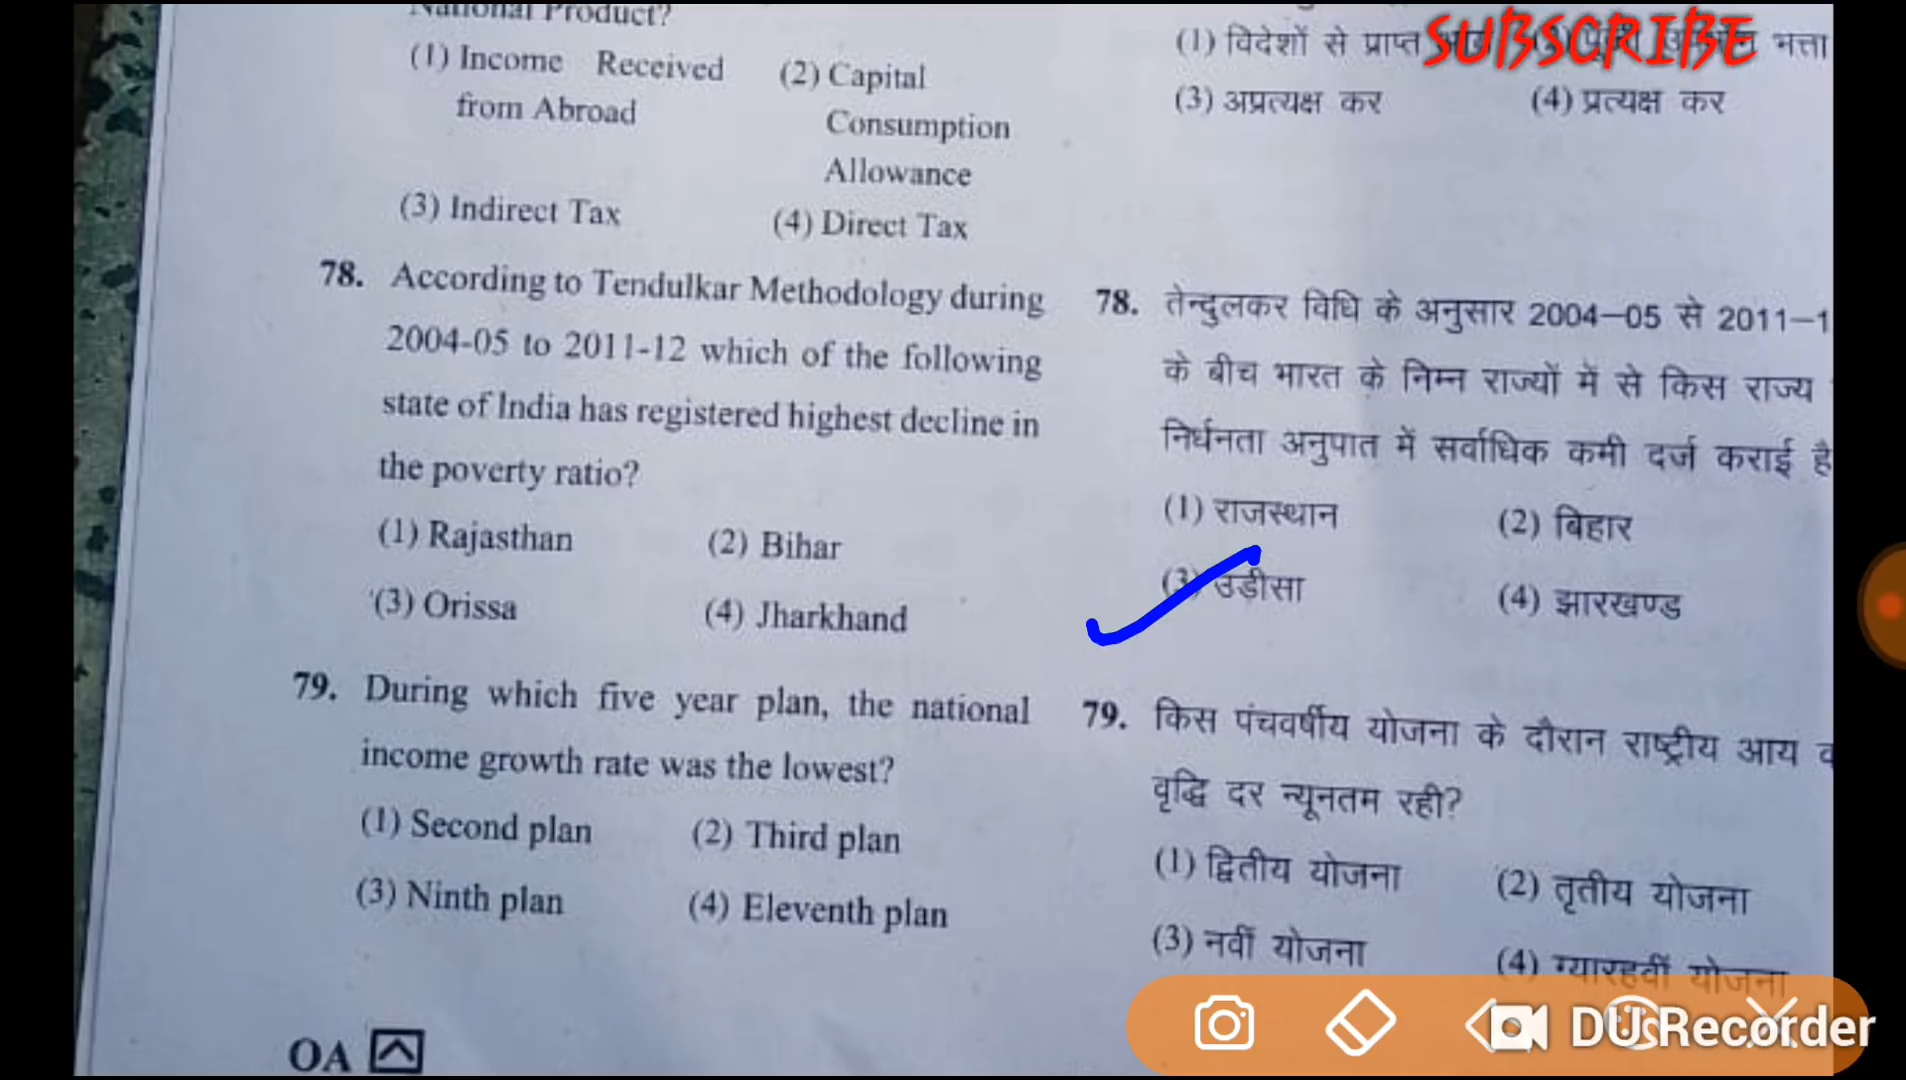 National Product?
(1) Income Received
from Abroad
(2) Capital
Consumption
Allowance
(3) Indirect Tax
(4) Direct Tax
78. According to Tendulkar Methodology during
2004-05 to 2011-12 which of the following
state of India has registered highest decline in
the poverty ratio?
(1) Rajasthan (2) Bihar
(3) Orissa (4) Jharkhand
79. During which five year plan, the national
income growth rate was the lowest?
(1) Second plan (2) Third plan
(3) Ninth plan (4) Eleventh plan
OA
(1) विदेशों से प्राप्त भत्ता
SUBSCRIBE
(3) अप्रत्यक्ष कर (4) प्रत्यक्ष कर
78. तेन्दुलकर विधि के अनुसार 2004–05 से 2011–1
के बीच भारत के निम्न राज्यों में से किस राज्य
निर्धनता अनुपात में सर्वाधिक कमी दर्ज कराई है
(1) राजस्थान (2) बिहार
(3) उड़ीसा (4) झारखण्ड
79. किस पंचवर्षीय योजना के दौरान राष्ट्रीय आय
वृद्धि दर न्यूनतम रही?
(1) द्वितीय योजना (2) तृतीय योजना
(3) नवीं योजना (4) ग्यारहवीं योजना
DU Recorder